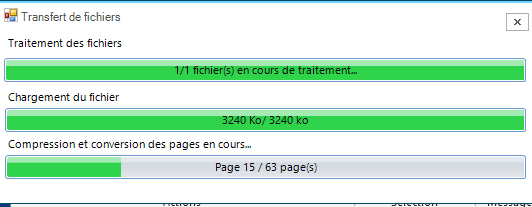 Transfert de fichiers
Traitement des fichiers
1/1 fichier(s) en cours de traitement...
Chargement du fichier
3240 Ko/ 3240 ko
Compression et conversion des pages en cours...
Page 15 / 63 page(s)
Actions Sélection Message